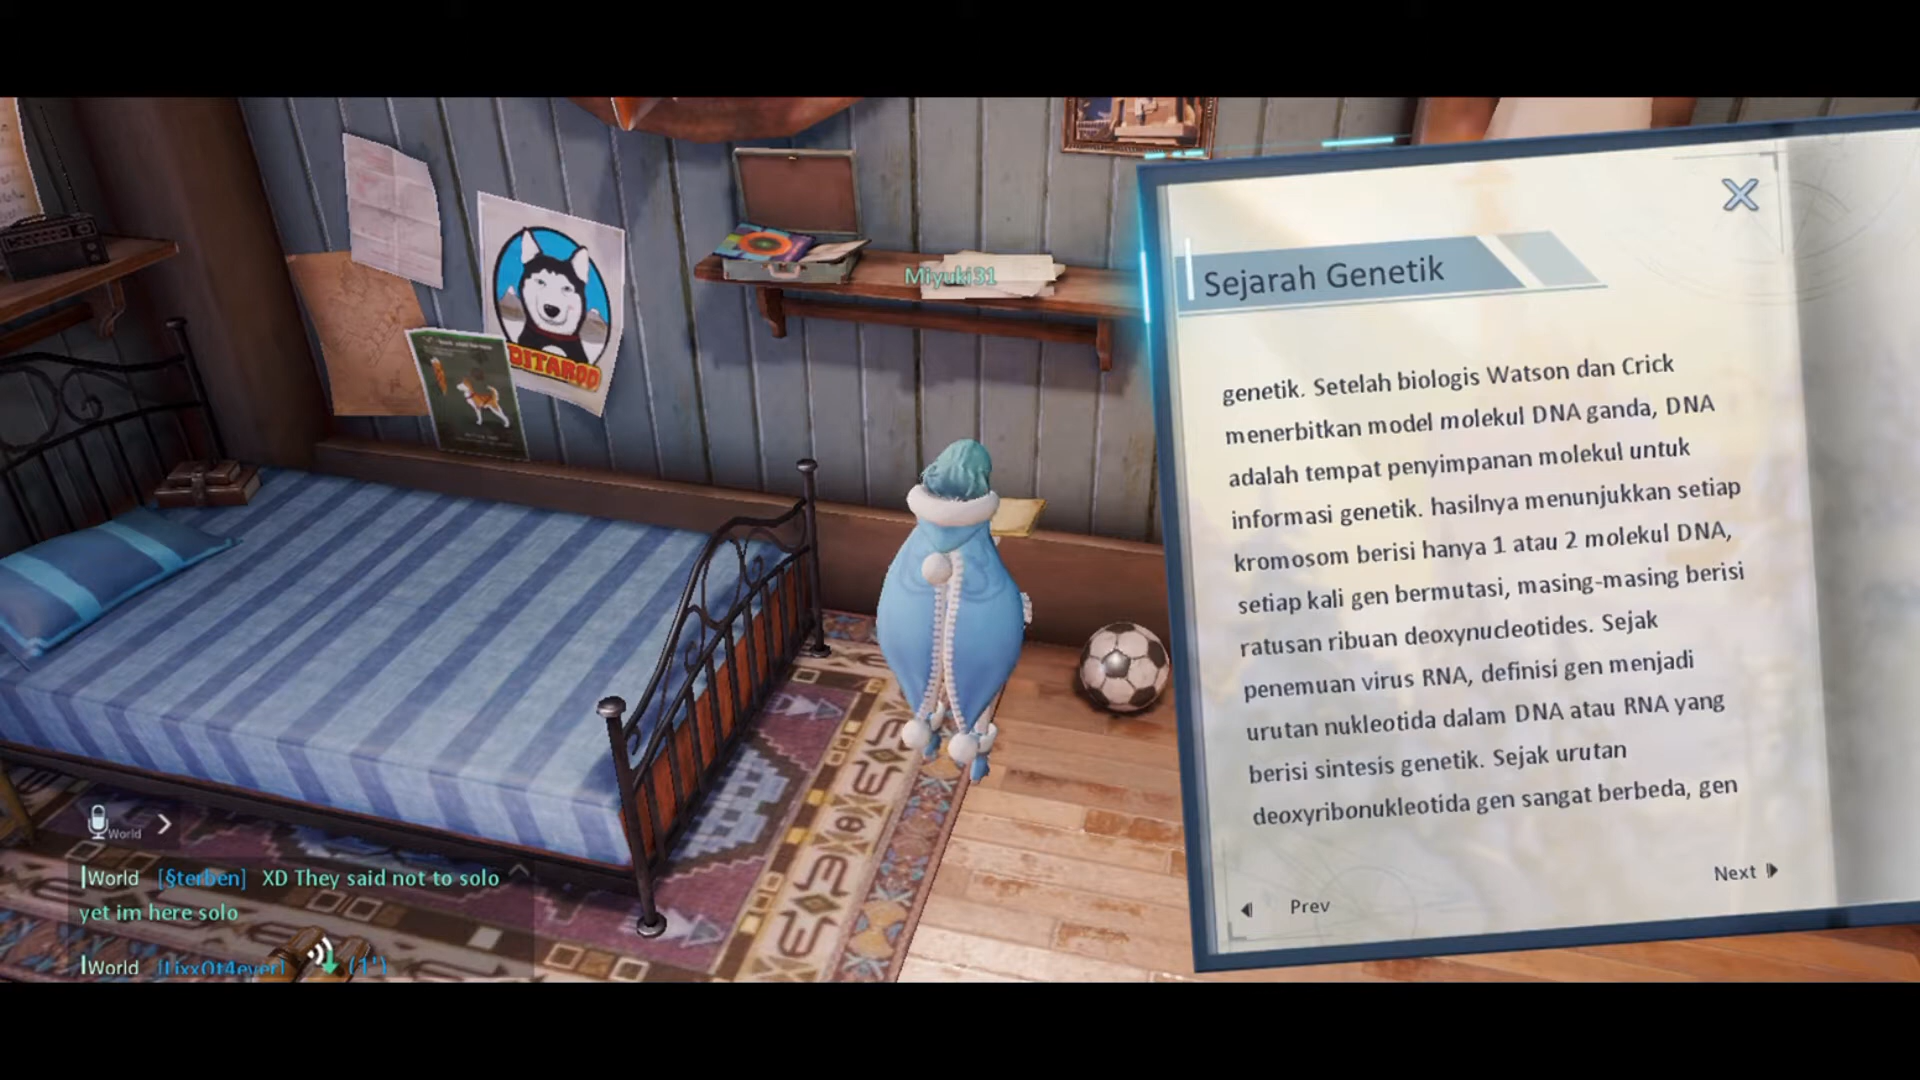 DITAROD
Miyuki31
Sejarah Genetik
genetik. Setelah biologis Watson dan Crick
menerbitkan model molekul DNA ganda, DNA
adalah tempat penyimpanan molekul untuk
informasi genetik. hasilnya menunjukkan setiap
kromosom berisi hanya 1 atau 2 molekul DNA,
setiap kali gen bermutasi, masing-masing berisi
ratusan ribuan deoxynucleotides. Sejak
penemuan virus RNA, definisi gen menjadi
urutan nukleotida dalam DNA atau RNA yang
berisi sintesis genetik. Sejak urutan
deoxyribonukleotida gen sangat berbeda, gen
Next
Prev
World
World [§terben] XD They said not to solo
yet im here solo
World [LixxOt4ever] (1')